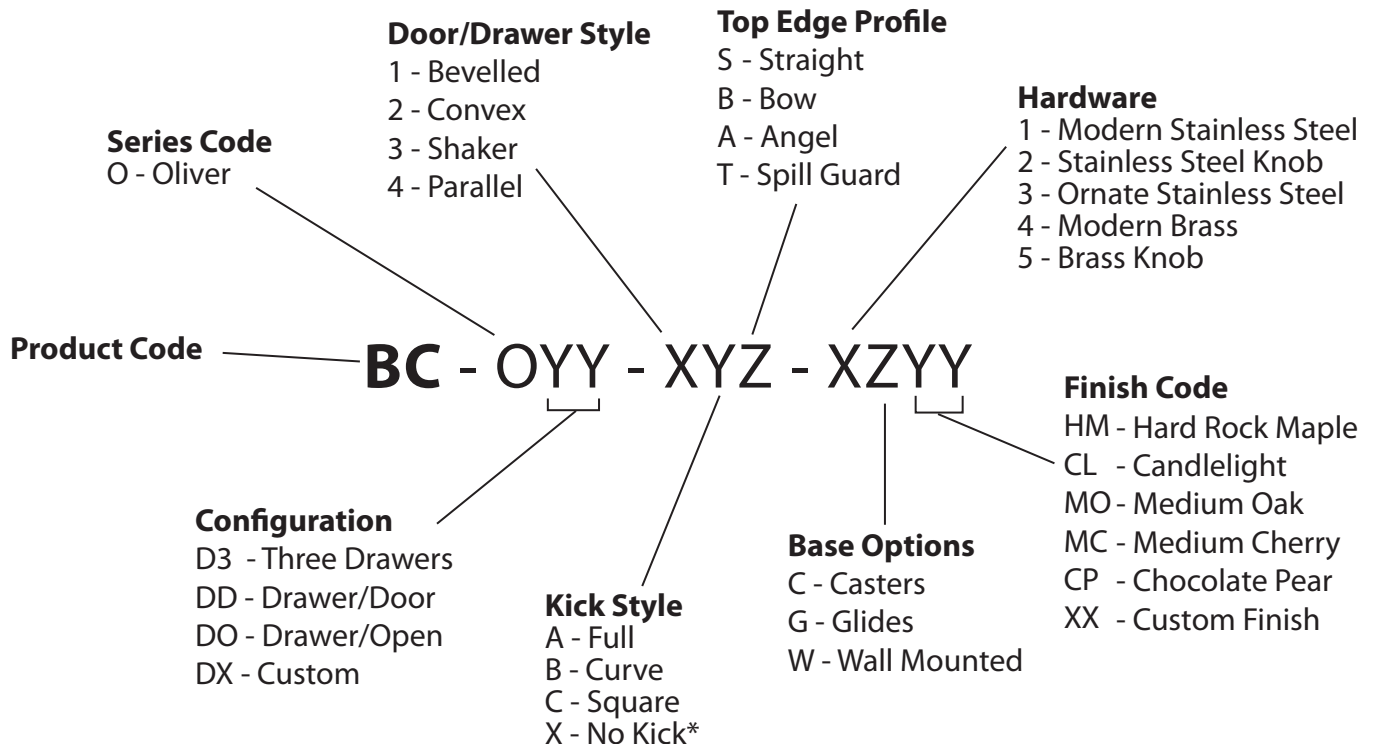 Door/Drawer Style
1 - Bevelled
2 - Convex
3 - Shaker
4 - Parallel
Top Edge Profile
S - Straight
B - Bow
A - Angel
T - Spill Guard
Hardware
1 - Modern Stainless Steel
2 - Stainless Steel Knob
3 - Ornate Stainless Steel
4 - Modern Brass
5 - Brass Knob
Series Code
O - Oliver
Product Code
BC - OYY - XYZ - XZYY
Configuration
D3 - Three Drawers
DD - Drawer/Door
DO - Drawer/Open
DX - Custom
Kick Style
A - Full
B - Curve
C - Square
X - No Kick*
Base Options
C - Casters
G - Glides
W - Wall Mounted
Finish Code
HM - Hard Rock Maple
CL - Candlelight
MO - Medium Oak
MC - Medium Cherry
CP - Chocolate Pear
XX - Custom Finish